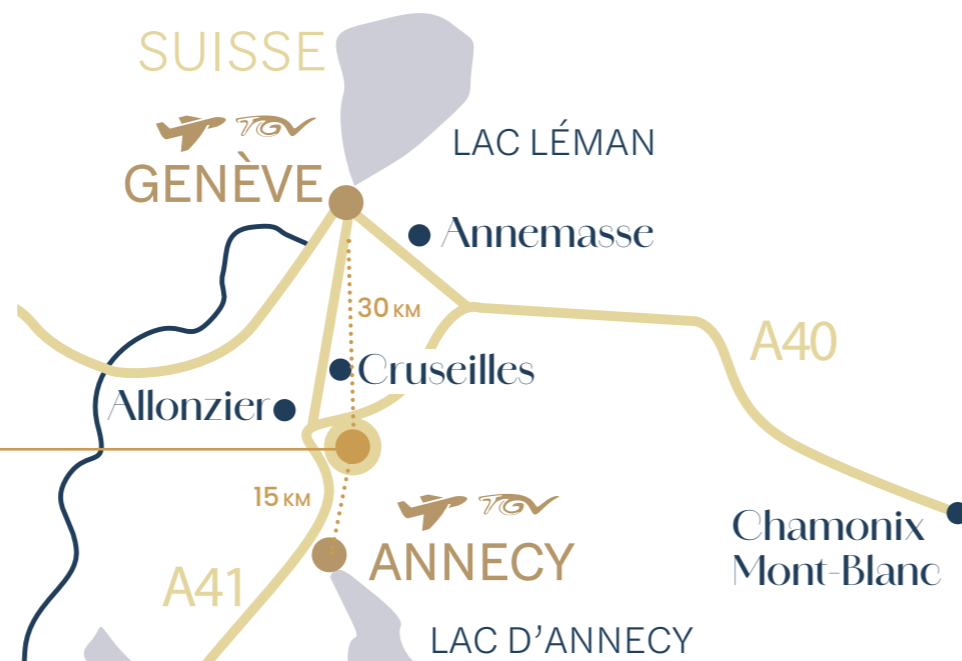 SUISSE
LAC LÉMAN
TGV
GENÈVE
Annemasse
30 KM
A40
Cruseilles
Allonzier
15 KM
TGV
Chamonix
Mont-Blanc
ANNECY
A41
LAC D’ANNECY